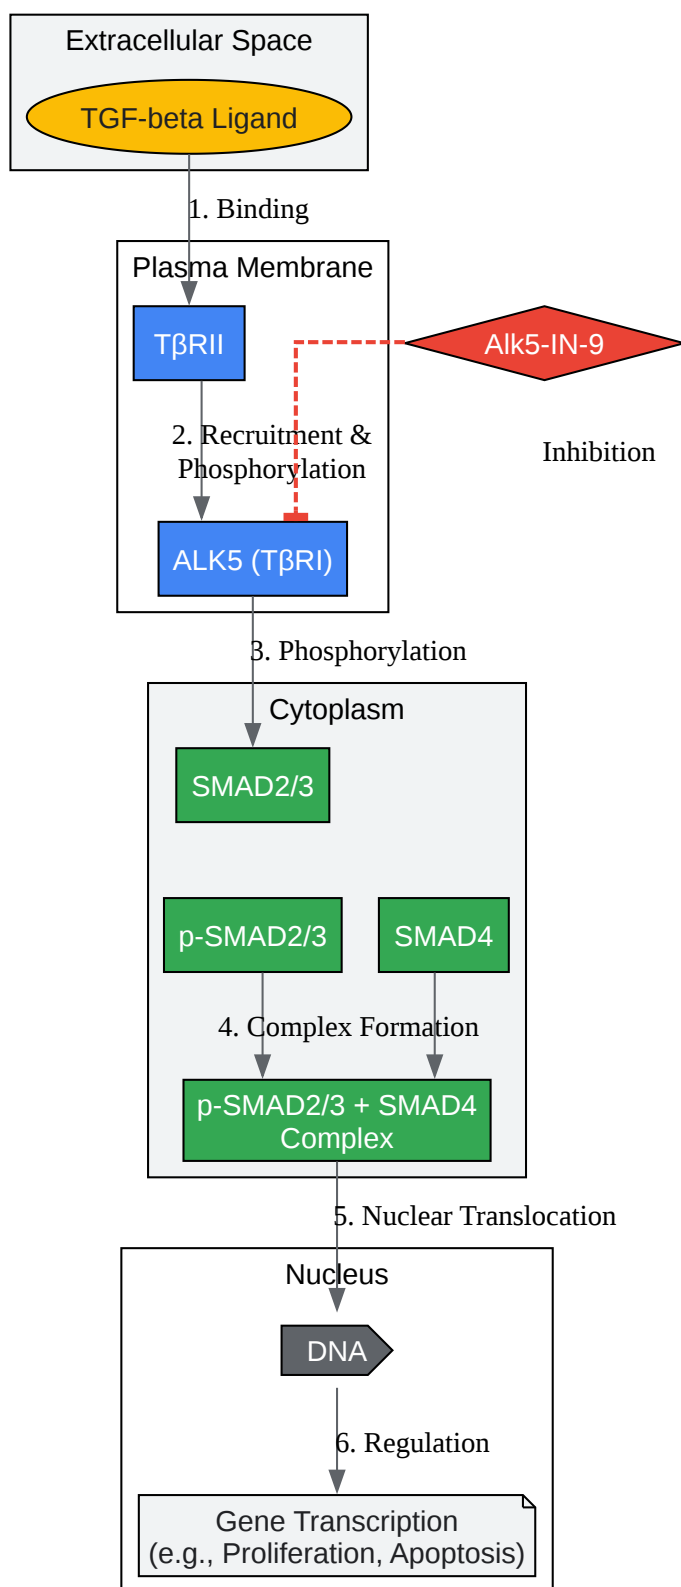 Extracellular Space
TGF-beta Ligand
1. Binding
Plasma Membrane
TβRII
Alk5-IN-9
2. Recruitment &
Phosphorylation
Inhibition
ALK5 (TβRI)
3. Phosphorylation
Cytoplasm
SMAD2/3
p-SMAD2/3
SMAD4
4. Complex Formation
p-SMAD2/3 + SMAD4
Complex
5. Nuclear Translocation
Nucleus
DNA
6. Regulation
Gene Transcription
(e.g., Proliferation, Apoptosis)